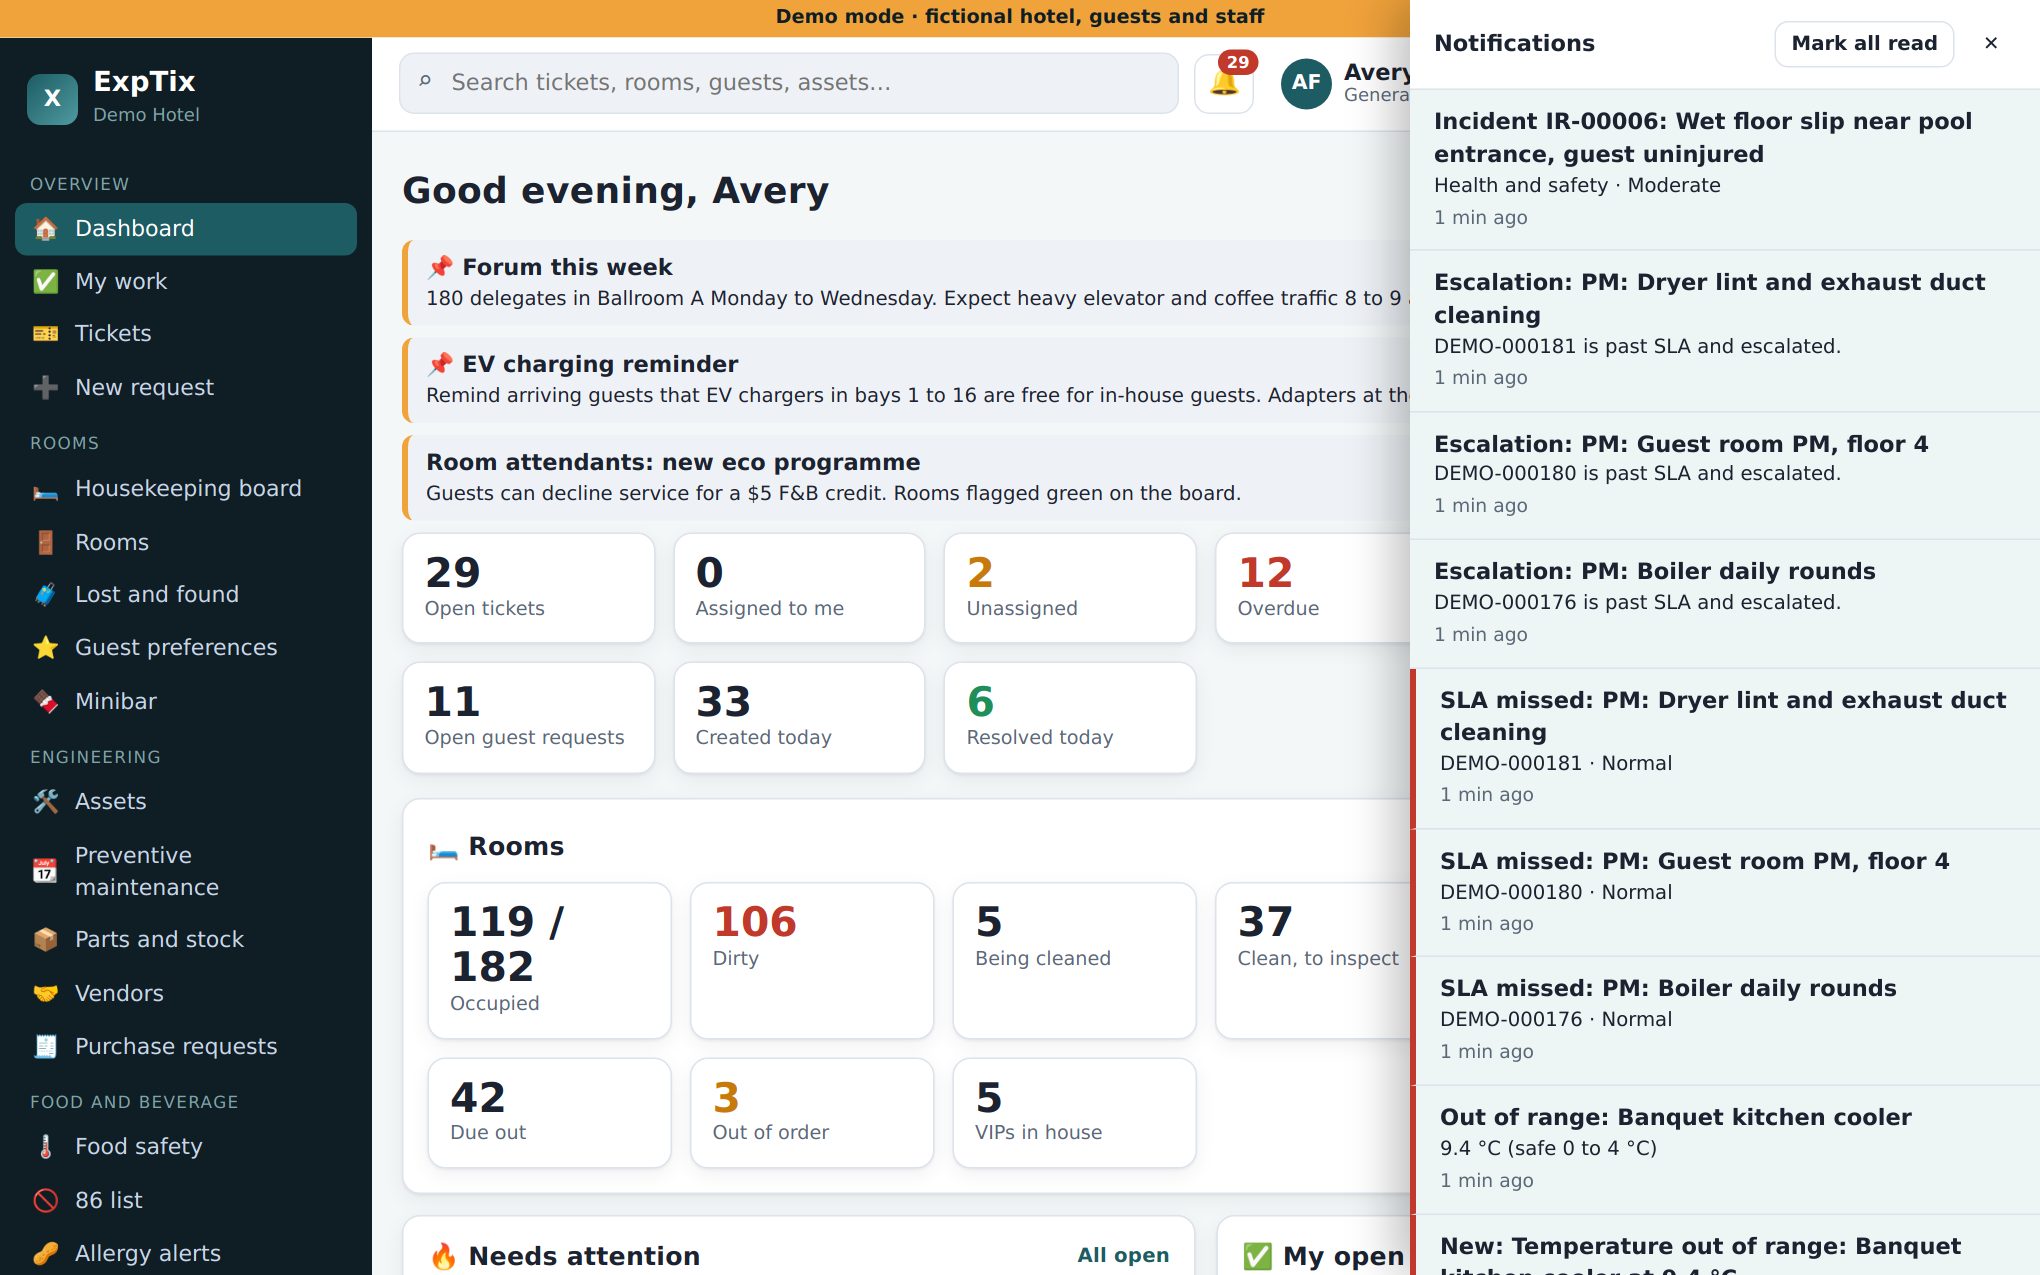 Demo mode · fictional hotel, guests and staff
X
ExpTix
Demo Hotel
OVERVIEW
Dashboard
My work
Tickets
New request
ROOMS
Housekeeping board
Rooms
Lost and found
Guest preferences
Minibar
ENGINEERING
Assets
Preventive
maintenance
Parts and stock
Vendors
Purchase requests
FOOD AND BEVERAGE
Food safety
86 list
Allergy alerts
Search tickets, rooms, guests, assets...
29
AF
Avery
Genera
Good evening, Avery
Forum this week
180 delegates in Ballroom A Monday to Wednesday. Expect heavy elevator and coffee traffic 8 to 9
EV charging reminder
Remind arriving guests that EV chargers in bays 1 to 16 are free for in-house guests. Adapters at the
Room attendants: new eco programme
Guests can decline service for a $5 F&B credit. Rooms flagged green on the board.
29
Open tickets
0
Assigned to me
2
Unassigned
12
Overdue
11
Open guest requests
33
Created today
6
Resolved today
Rooms
119 /
182
Occupied
106
Dirty
5
Being cleaned
37
Clean, to inspect
42
Due out
3
Out of order
5
VIPs in house
Needs attention
All open
My open
Notifications
Mark all read
×
Incident IR-00006: Wet floor slip near pool
entrance, guest uninjured
Health and safety · Moderate
1 min ago
Escalation: PM: Dryer lint and exhaust duct
cleaning
DEMO-000181 is past SLA and escalated.
1 min ago
Escalation: PM: Guest room PM, floor 4
DEMO-000180 is past SLA and escalated.
1 min ago
Escalation: PM: Boiler daily rounds
DEMO-000176 is past SLA and escalated.
1 min ago
SLA missed: PM: Dryer lint and exhaust duct
cleaning
DEMO-000181 · Normal
1 min ago
SLA missed: PM: Guest room PM, floor 4
DEMO-000180 · Normal
1 min ago
SLA missed: PM: Boiler daily rounds
DEMO-000176 · Normal
1 min ago
Out of range: Banquet kitchen cooler
9.4 °C (safe 0 to 4 °C)
1 min ago
New: Temperature out of range: Banquet
kitchen cooler at 9.4 °C